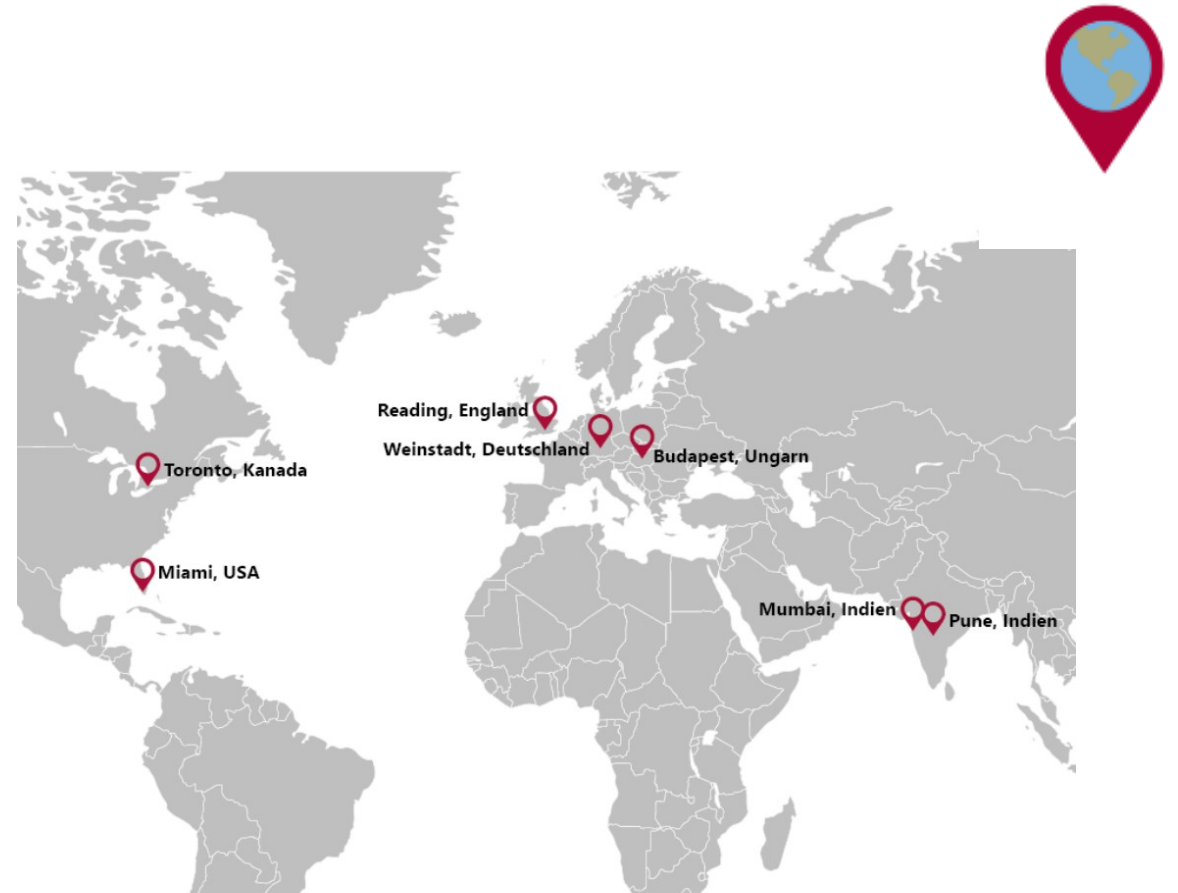 Reading, England
Weinstadt, Deutschland
Budapest, Ungarn
Toronto, Kanada
Miami, USA
Mumbai, Indien
Pune, Indien